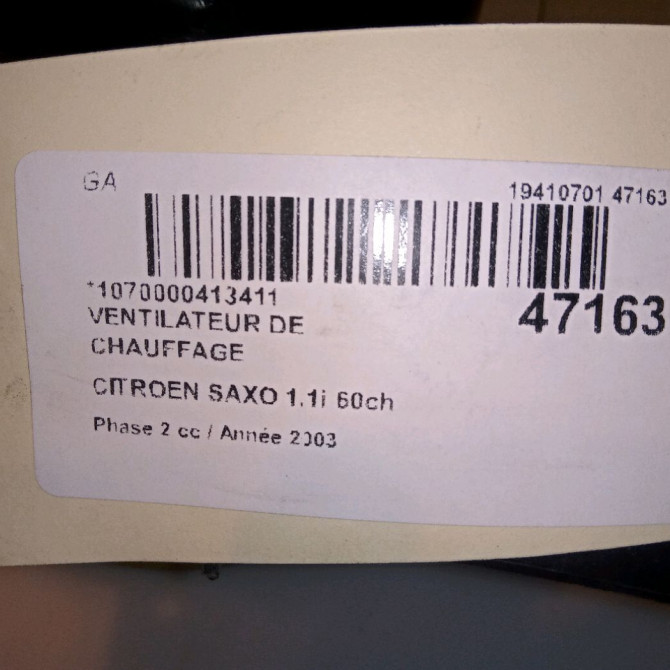 GA
19410701 47163
*1070000413411
47163
VENTILATEUR DE
CHAUFFAGE
CITROEN SAXO 1.1i 60ch
Phase 2 cc / Année 2003